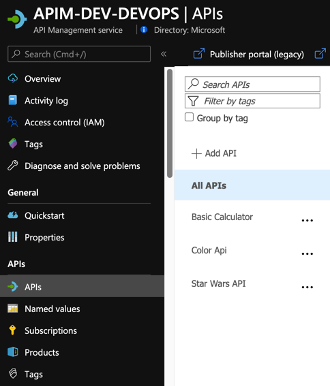 APIM-DEV-DEVOPS | APIs
API Management service
Directory: Microsoft
Search (Cmd+/)
«
Overview
Activity log
Access control (IAM)
Tags
Diagnose and solve problems
General
Quickstart
Properties
APIs
APIs
Named values
Subscriptions
Products
Tags
Publisher portal (legacy)
Search APIs
Filter by tags
Group by tag
+ Add API
All APIs
Basic Calculator ...
Color Api ...
Star Wars API ...